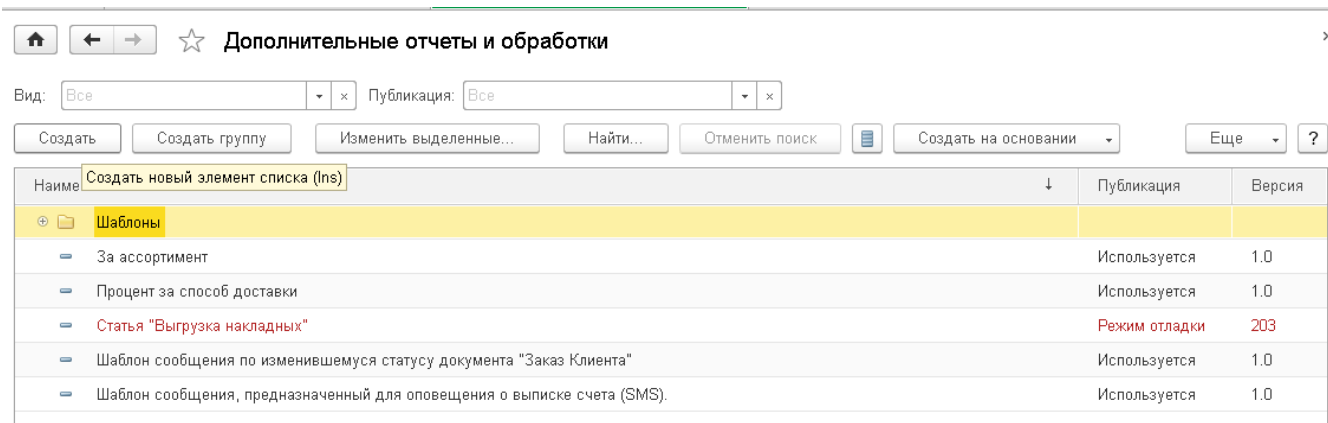 Дополнительные отчеты и обработки
Вид: Все Публикация: Все
Создать Создать группу Изменить выделенные... Найти... Отменить поиск Создать на основании Еще ?
Создать новый элемент списка (Ins)
Наиме Публикация Версия
Шаблоны
За ассортимент Используется 1.0
Процент за способ доставки Используется 1.0
Статья "Выгрузка накладных" Режим отладки 203
Шаблон сообщения по изменившемуся статусу документа "Заказ Клиента" Используется 1.0
Шаблон сообщения, предназначенный для оповещения о выписке счета (SMS). Используется 1.0